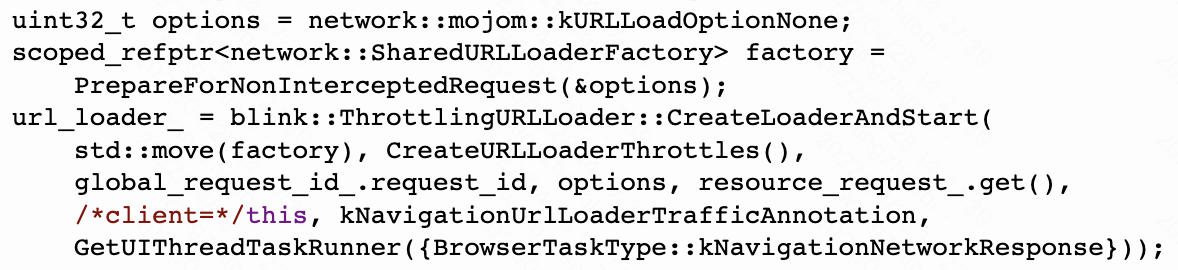 uint32_t options = network::mojom::kURLLoadOptionNone;
scoped_refptr<network::SharedURLLoaderFactory> factory =
    PrepareForNonInterceptedRequest(&options);
url_loader_ = blink::ThrottlingURLLoader::CreateLoaderAndStart(
    std::move(factory), CreateURLLoaderThrottles(),
    global_request_id_.request_id, options, resource_request_.get(),
    /*client=*/this, kNavigationUrlLoaderTrafficAnnotation,
    GetUIThreadTaskRunner({BrowserTaskType::kNavigationNetworkResponse}));